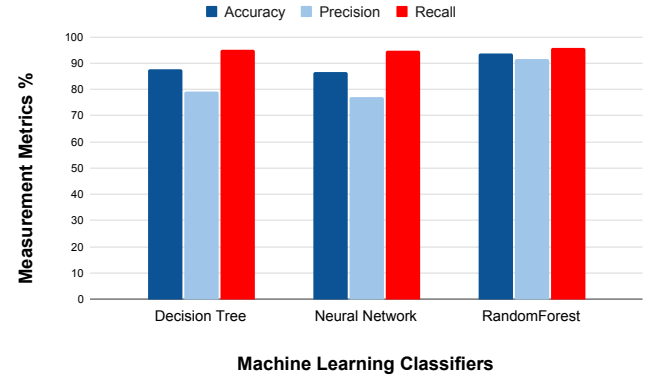 Accuracy Precision Recall
Measurement Metrics %
100
90
80
70
60
50
40
30
20
10
0
Decision Tree Neural Network RandomForest
Machine Learning Classifiers